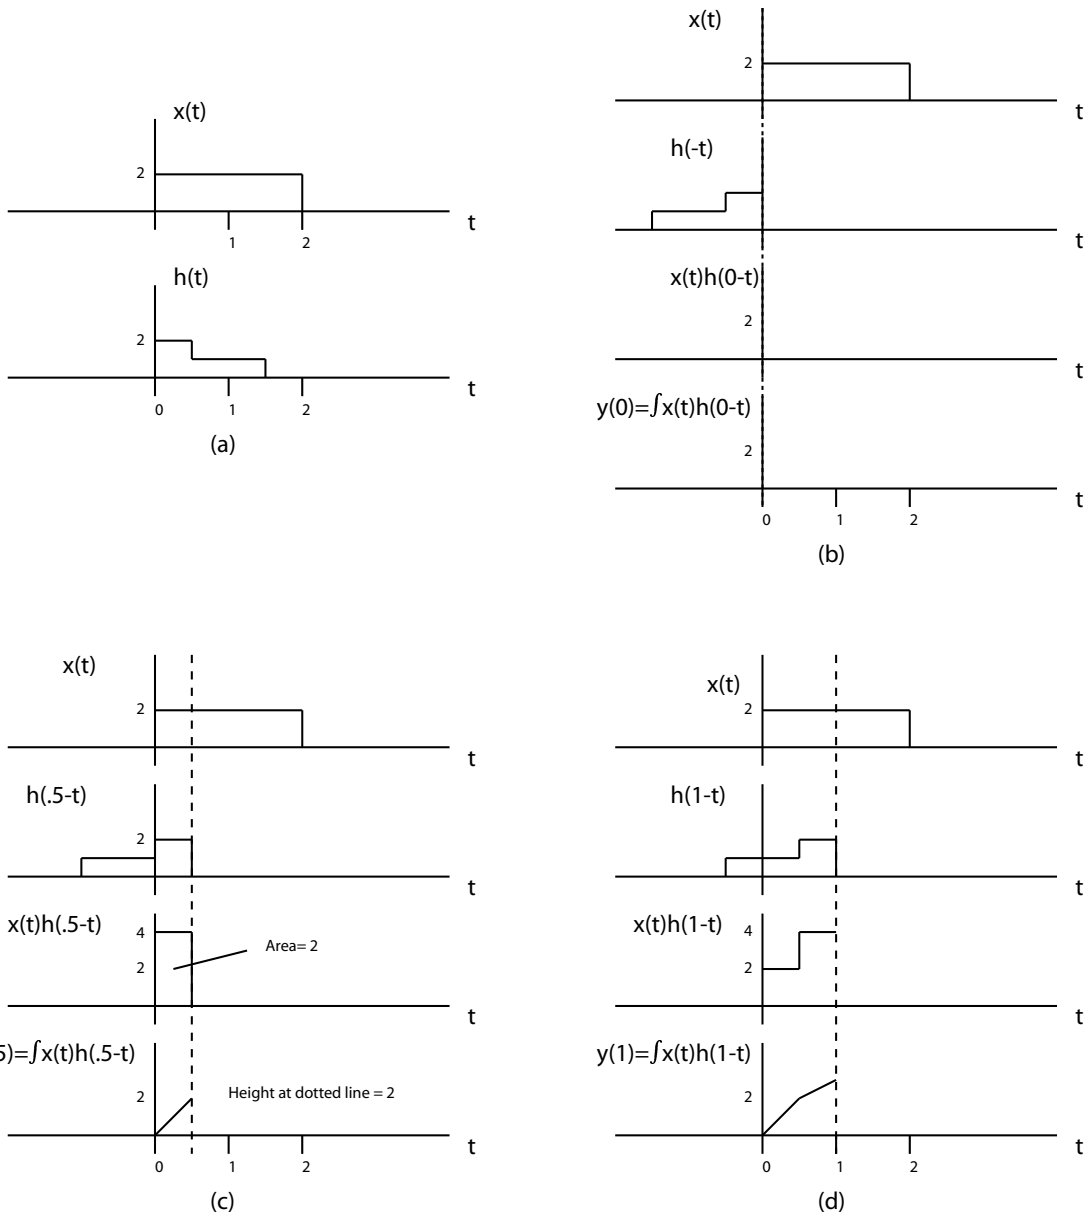 x(t)
2
t
1
2
h(t)
2
t
0
1
2
(a)
x(t)
2
t
h(-t)
t
x(t)h(0-t)
2
t
y(0)=∫x(t)h(0-t)
2
t
0
1
2
(b)
x(t)
2
t
h(.5-t)
2
t
x(t)h(.5-t)
4
Area= 2
2
t
5)=∫x(t)h(.5-t)
2
Height at dotted line = 2
t
0
1
2
(c)
x(t)
2
t
h(1-t)
t
x(t)h(1-t)
4
2
t
y(1)=∫x(t)h(1-t)
2
t
0
1
2
(d)